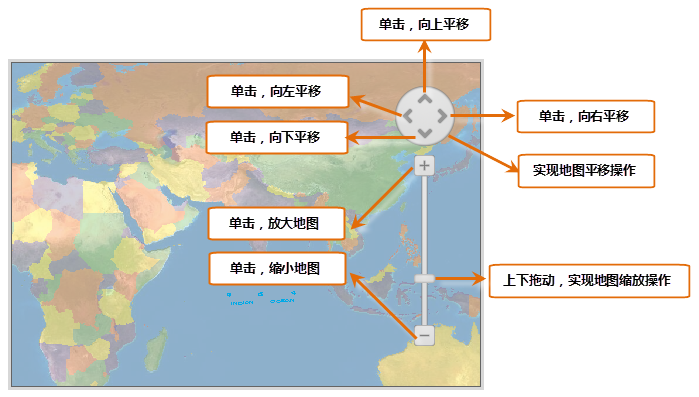 单击，向上平移
单击，向左平移
单击，向右平移
单击，向下平移
实现地图平移操作
单击，放大地图
单击，缩小地图
上下拖动，实现地图缩放操作